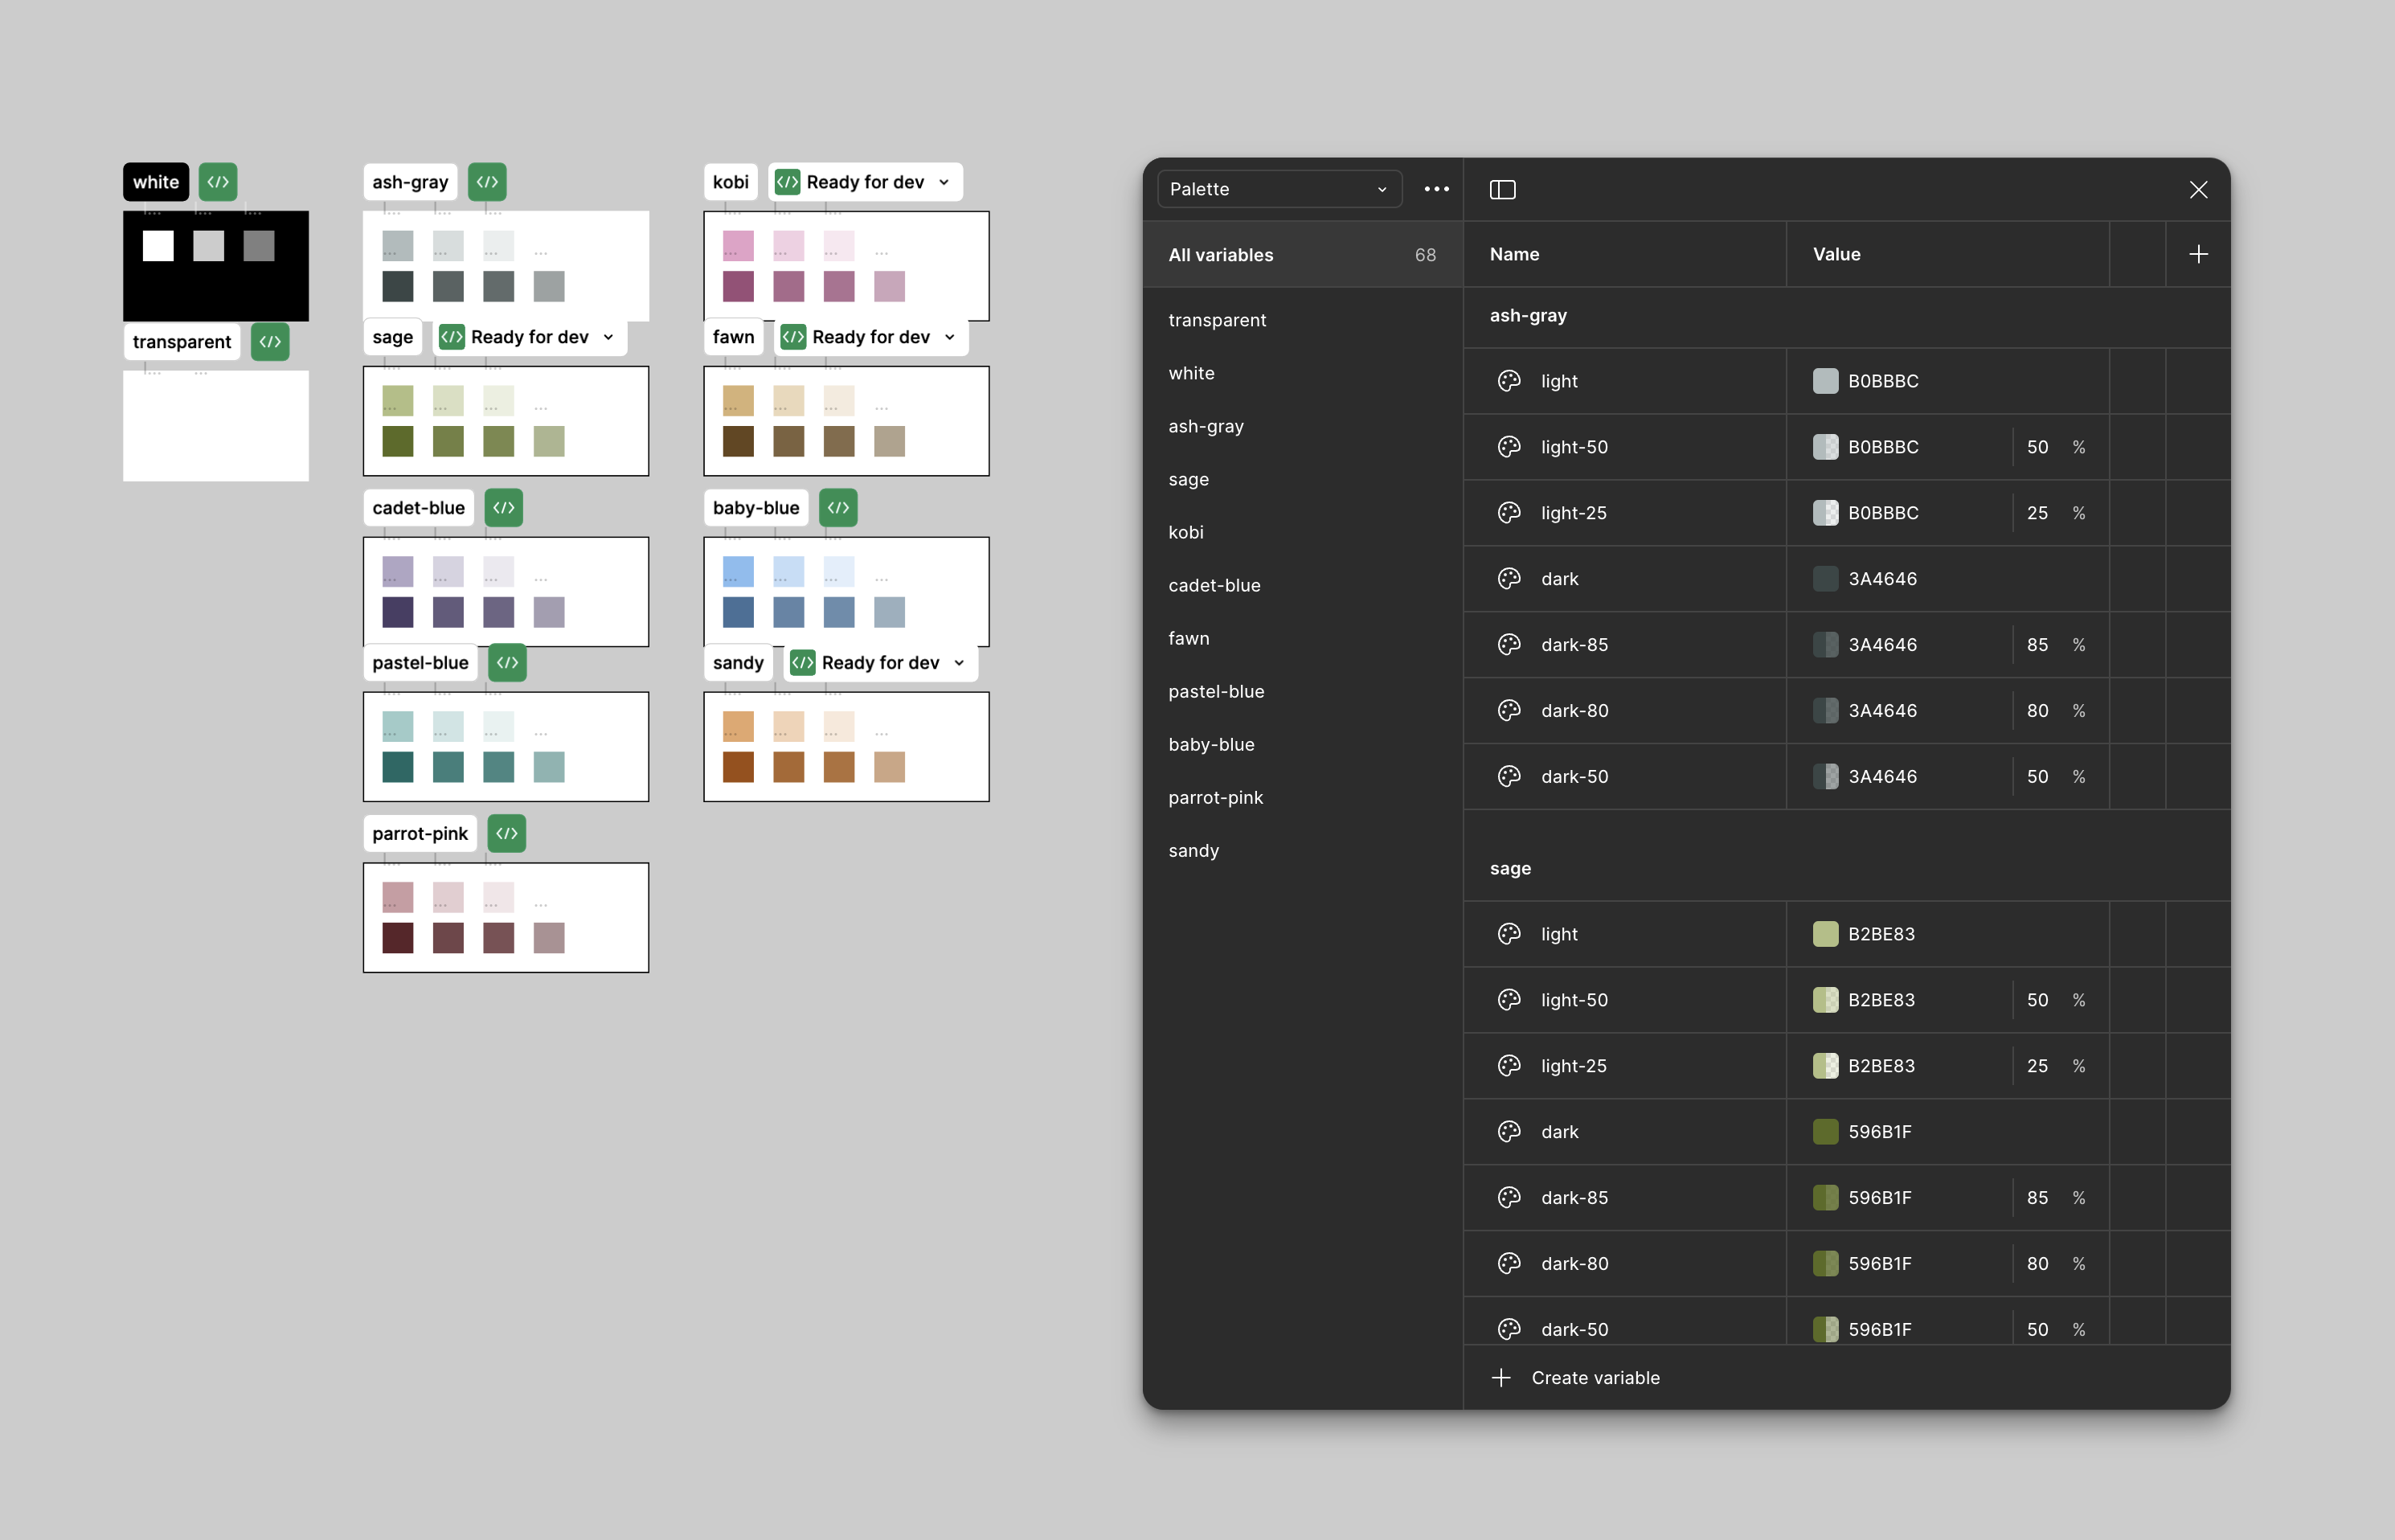 white </>
transparent </>
ash-gray </>
sage </> Ready for dev
cadet-blue </>
pastel-blue </>
parrot-pink </>
kobi </> Ready for dev
fawn </> Ready for dev
baby-blue </>
sandy </> Ready for dev
Palette
All variables 68
transparent
white
ash-gray
sage
kobi
cadet-blue
fawn
pastel-blue
baby-blue
parrot-pink
sandy
Name Value
ash-gray
light B0BBBC
light-50 B0BBBC 50 %
light-25 B0BBBC 25 %
dark 3A4646
dark-85 3A4646 85 %
dark-80 3A4646 80 %
dark-50 3A4646 50 %
sage
light B2BE83
light-50 B2BE83 50 %
light-25 B2BE83 25 %
dark 596B1F
dark-85 596B1F 85 %
dark-80 596B1F 80 %
dark-50 596B1F 50 %
Create variable